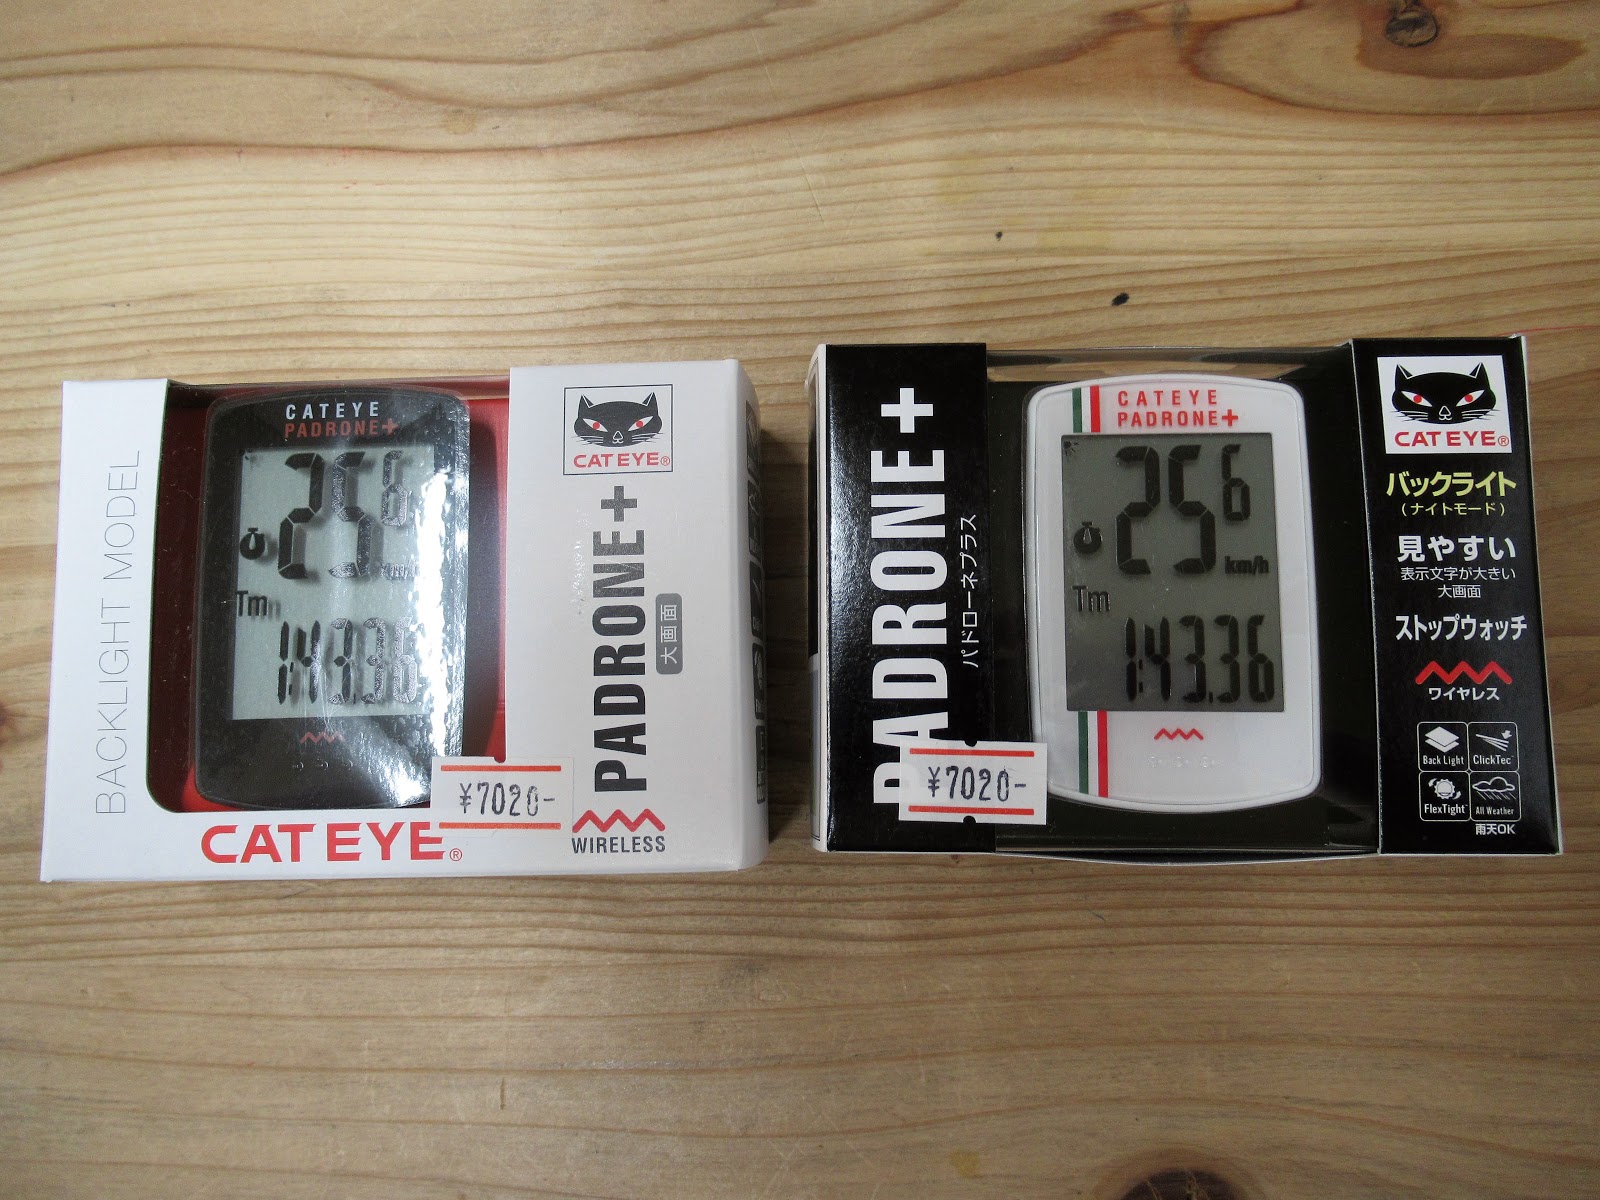 BACKLIGHT MODEL
CATEYE
PADRONE+
25.6
km/h
Tm
1:43.36
CATEYE®
PADRONE+
大画面
WIRELESS
CATEYE®
¥7020-
PADRONE+
パドローネプラス
¥7020-
CATEYE
PADRONE+
25.6
km/h
Tm
1:43.36
CATEYE®
バックライト
(ナイトモード)
見やすい
表示文字が大きい
大画面
ストップウォッチ
ワイヤレス
Back Light
ClickTec™
FlexTight™
All Weather
雨天OK